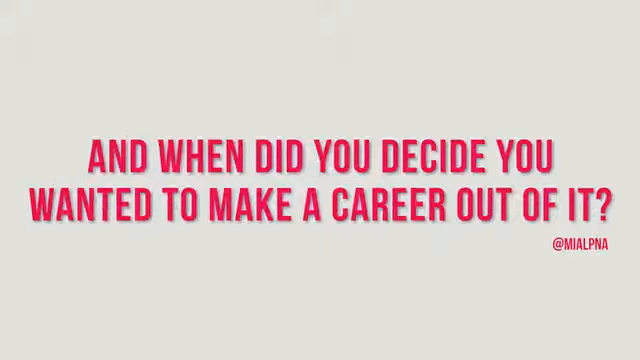 AND WHEN DID YOU DECIDE YOU
WANTED TO MAKE A CAREER OUT OF IT?
@MIALPNA